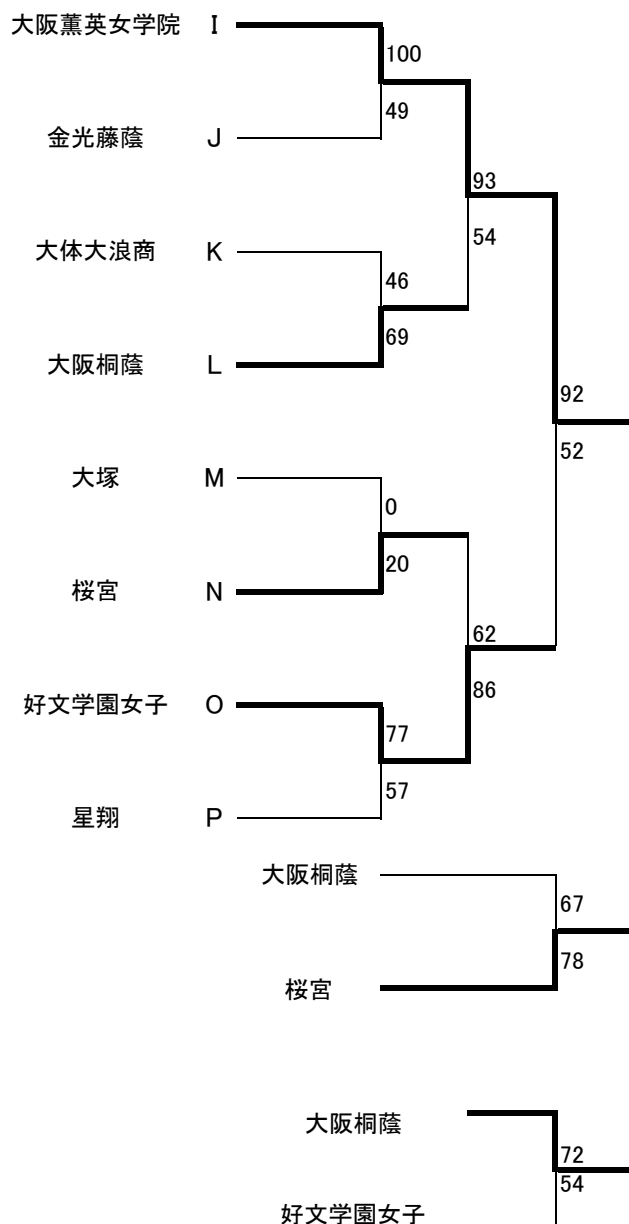 大阪薫英女学院 I
100
49
金光藤蔭 J
93
54
大体大浪商 K
46
69
大阪桐蔭 L
92
52
大塚 M
0
20
桜宮 N
62
86
好文学園女子 O
77
57
星翔 P
大阪桐蔭
67
78
桜宮
大阪桐蔭
72
54
好文学園女子